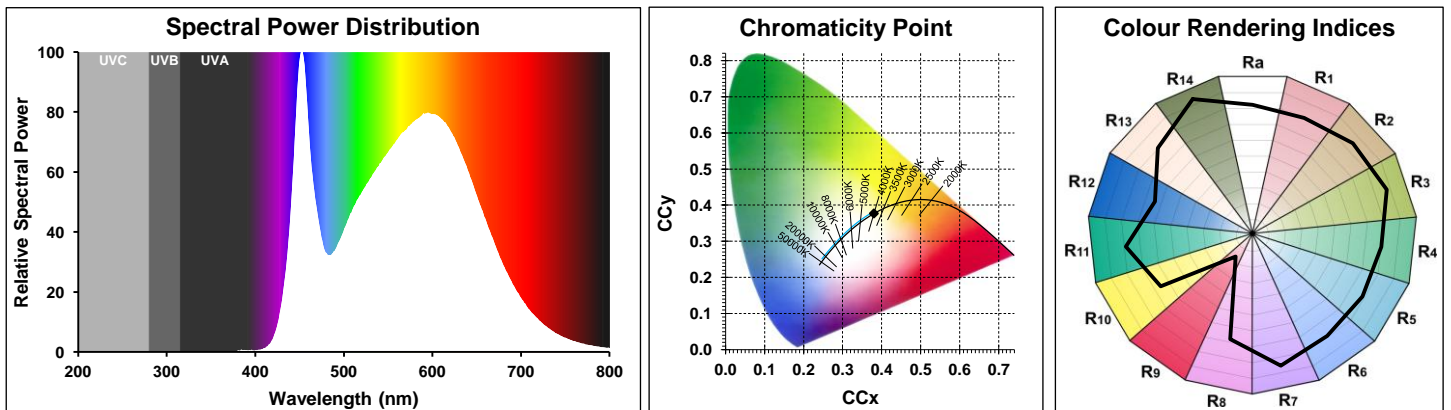 Spectral Power Distribution
UVC UVB UVA
100
80
60
40
20
0
Relative Spectral Power
200 300 400 500 600 700 800
Wavelength (nm)
Chromaticity Point
0.8
0.7
0.6
0.5
0.4
0.3
0.2
0.1
0.0
CCy
50000K
20000K
10000K
8000K
6000K
5000K
4000K
3500K
3000K
2500K
2000K
0.0 0.1 0.2 0.3 0.4 0.5 0.6 0.7
CCx
Colour Rendering Indices
Ra
R1
R2
R3
R4
R5
R6
R7
R8
R9
R10
R11
R12
R13
R14